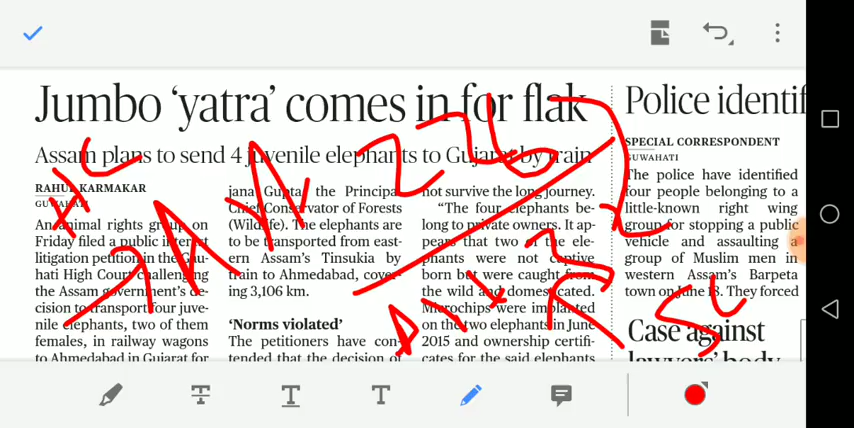 Jumbo ‘yatra’ comes in for flak
Assam plans to send 4 juvenile elephants to Gujarat by train
RAHUL KARMAKAR
GUWAHATI
An animal rights group on
Friday filed a public interest
litigation petition in the Gau-
hati High Court challenging
the Assam government’s de-
cision to transport four juve-
nile elephants, two of them
females, in railway wagons
to Ahmedabad in Gujarat for
jana Gupta, the Principal
Chief Conservator of Forests
(Wildlife). The elephants are
to be transported from east-
ern Assam’s Tinsukia by
train to Ahmedabad, cover-
ing 3,106 km.
‘Norms violated’
The petitioners have con-
tended that the decision of
not survive the long journey.
“The four elephants be-
long to private owners. It ap-
pears that two of the ele-
phants were not captive
born but were caught from
the wild and domesticated.
Microchips were implanted
on the two elephants in June
2015 and ownership certifi-
cates for the said elephants
Police identif
SPECIAL CORRESPONDENT
GUWAHATI
The police have identified
four people belonging to a
little-known right wing
group for stopping a public
vehicle and assaulting a
group of Muslim men in
western Assam’s Barpeta
town on June 18. They forced
Case against
lawyers’ body